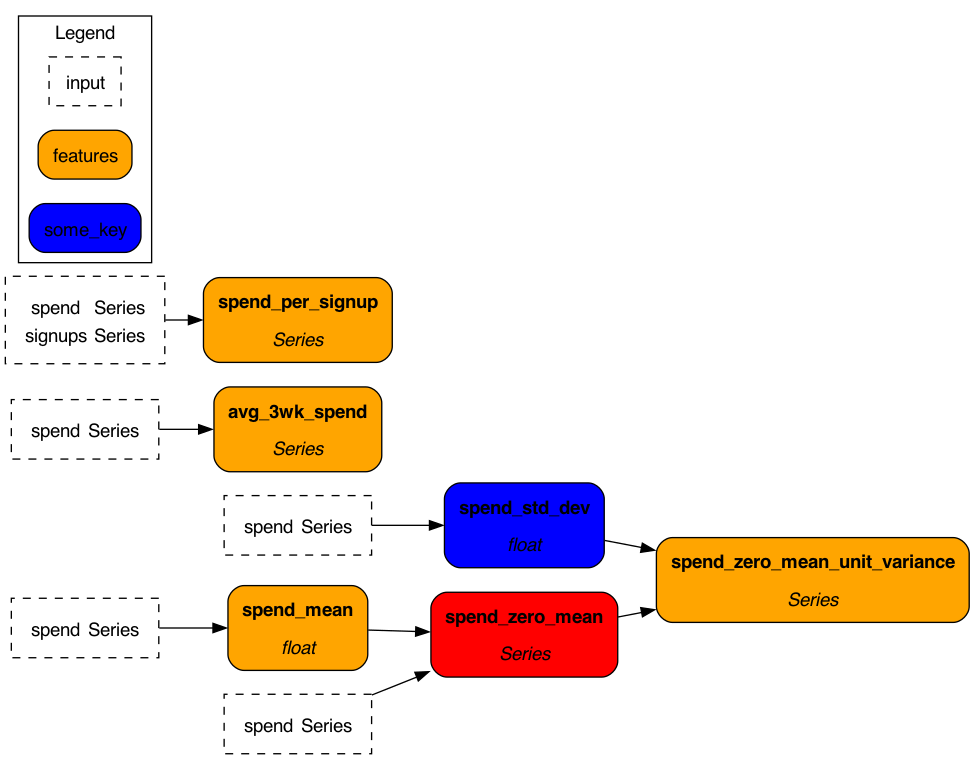 Legend
input
features
some_key
spend Series
signups Series
spend_per_signup
Series
spend Series
avg_3wk_spend
Series
spend Series
spend_std_dev
float
spend_zero_mean_unit_variance
Series
spend Series
spend_mean
float
spend_zero_mean
Series
spend Series